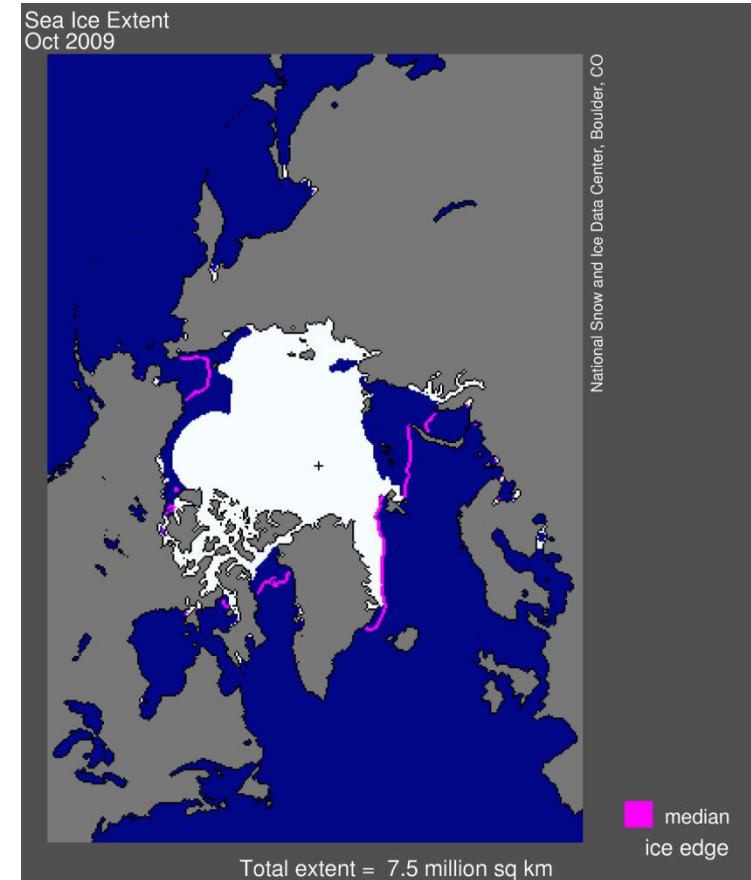 Sea Ice Extent
Oct 2009
National Snow and Ice Data Center, Boulder, CO
median
ice edge
Total extent = 7.5 million sq km